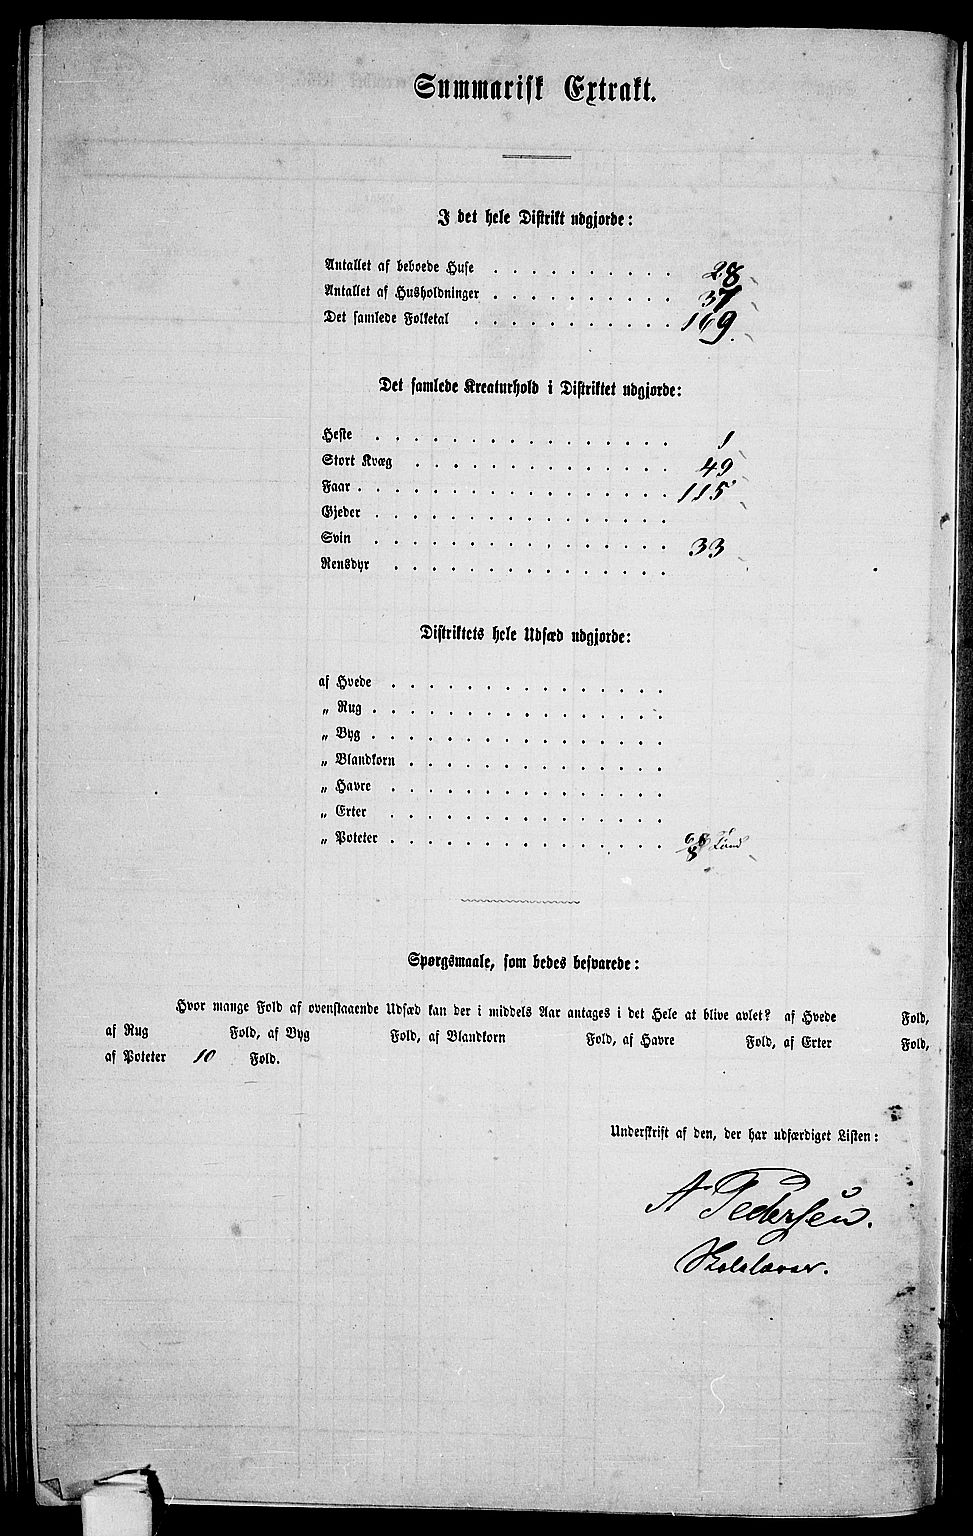 Summarisk Extrakt.
I det hele Distrikt udgjorde:
Antallet af beboede Huse . . . . . . . . . . 28
Antallet af Husholdninger . . . . . . . . . . 37
Det samlede Folketal . . . . . . . . . . . 169.
Det samlede Kreaturhold i Distriktet udgjorde:
Heste . . . . . . . . . . . . . . . . 1
Stort Kvæg . . . . . . . . . . . . . . 49
Faar . . . . . . . . . . . . . . . . . 115
Gjeder . . . . . . . . . . . . . . . .
Svin . . . . . . . . . . . . . . . . 33
Rensdyr . . . . . . . . . . . . . . .
Distriktets hele Udsæd udgjorde:
af Hvede . . . . . . . . . . . . . . .
„ Rug . . . . . . . . . . . . . . . .
„ Byg . . . . . . . . . . . . . . . .
„ Blandkorn . . . . . . . . . . . . . .
„ Havre . . . . . . . . . . . . . . .
„ Erter . . . . . . . . . . . . . . .
„ Poteter . . . . . . . . . . . . . . .
Spørgsmaale, som bedes besvarede:
Hvor mange Fold af ovenstaaende Udsæd kan der i middels Aar antages i det Hele at blive avlet? af Hvede Fold,
af Rug Fold, af Byg Fold, af Blandkorn Fold, af Havre Fold, af Erter Fold,
af Poteter 10 Fold.
Underskrift af den, der har udfærdiget Listen:
A Pedersen.
Skolelærer.